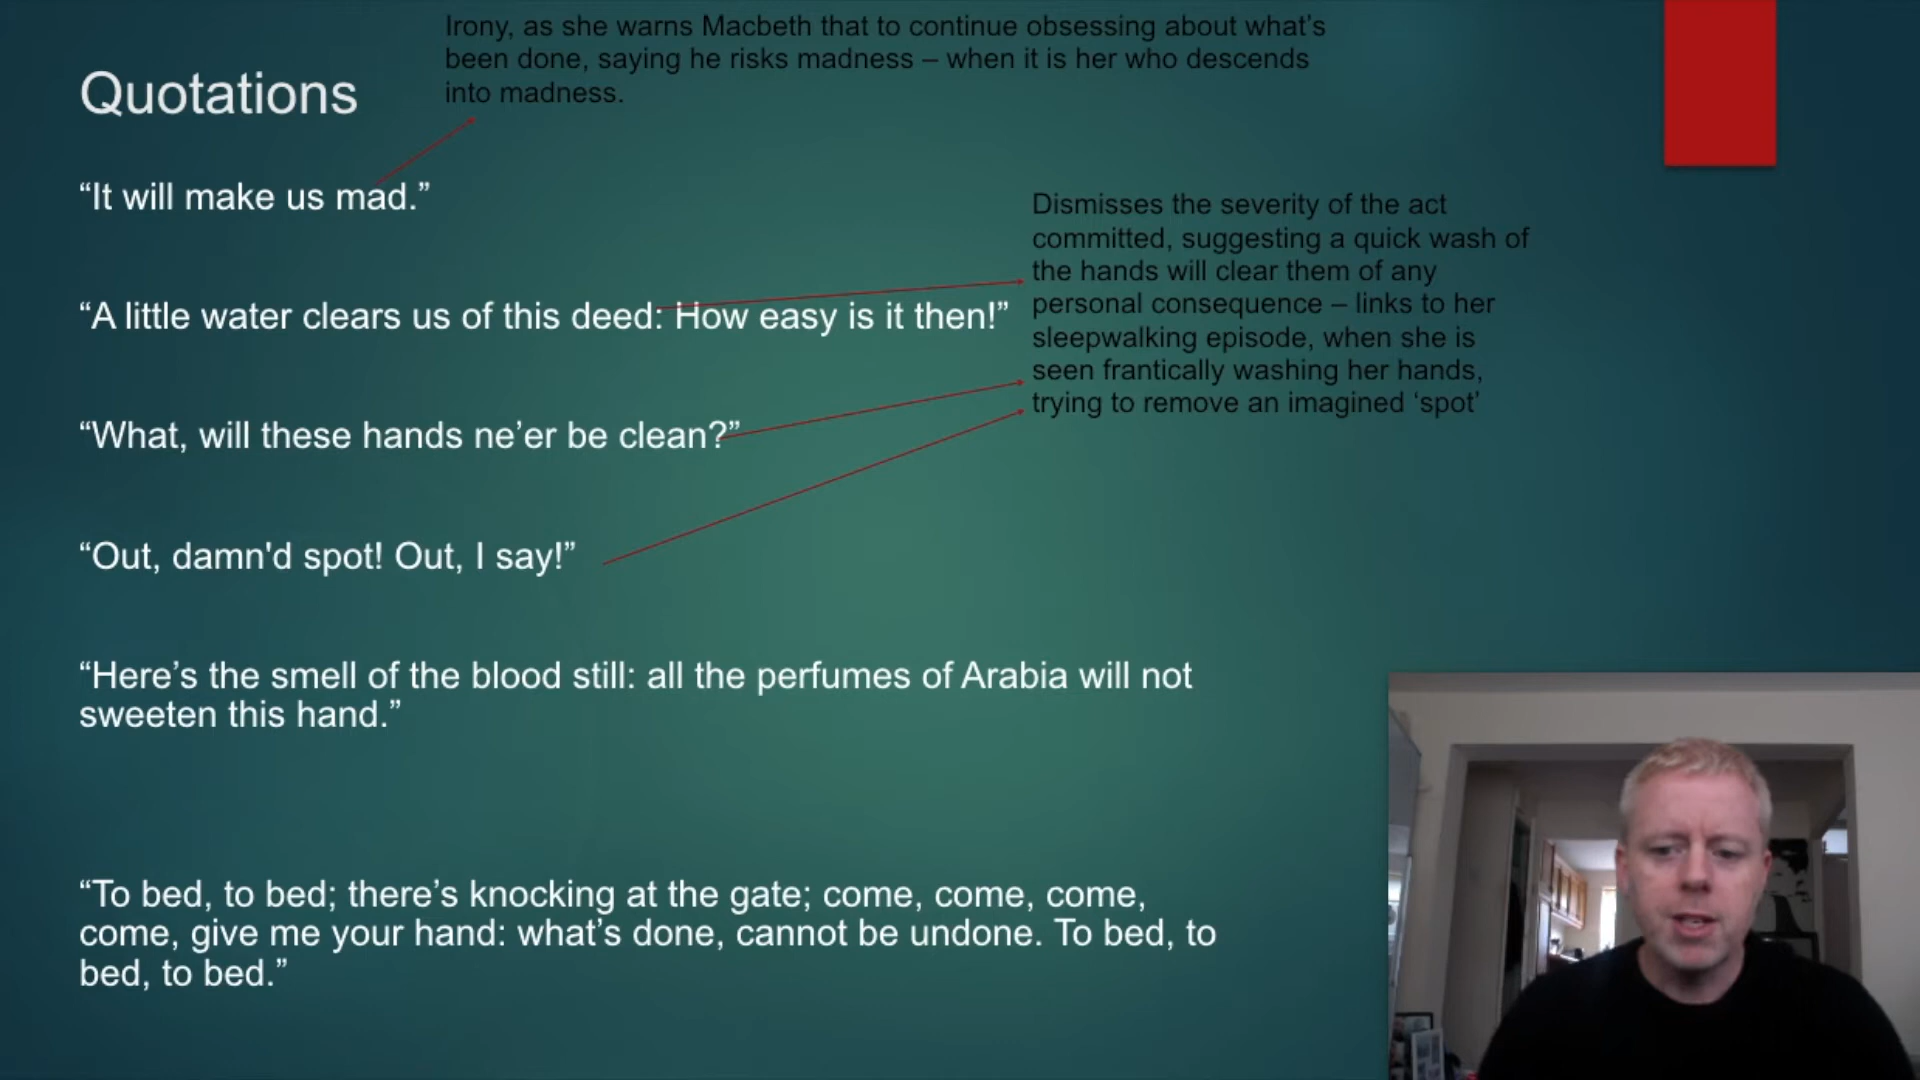 Irony, as she warns Macbeth that to continue obsessing about what's
been done, saying he risks madness – when it is her who descends
into madness.
Quotations
“It will make us mad.”
Dismisses the severity of the act
committed, suggesting a quick wash of
the hands will clear them of any
personal consequence – links to her
sleepwalking episode, when she is
seen frantically washing her hands,
trying to remove an imagined ‘spot’
“A little water clears us of this deed: How easy is it then!”
“What, will these hands ne’er be clean?”
“Out, damn'd spot! Out, I say!”
“Here’s the smell of the blood still: all the perfumes of Arabia will not
sweeten this hand.”
“To bed, to bed; there’s knocking at the gate; come, come, come,
come, give me your hand: what’s done, cannot be undone. To bed, to
bed, to bed.”